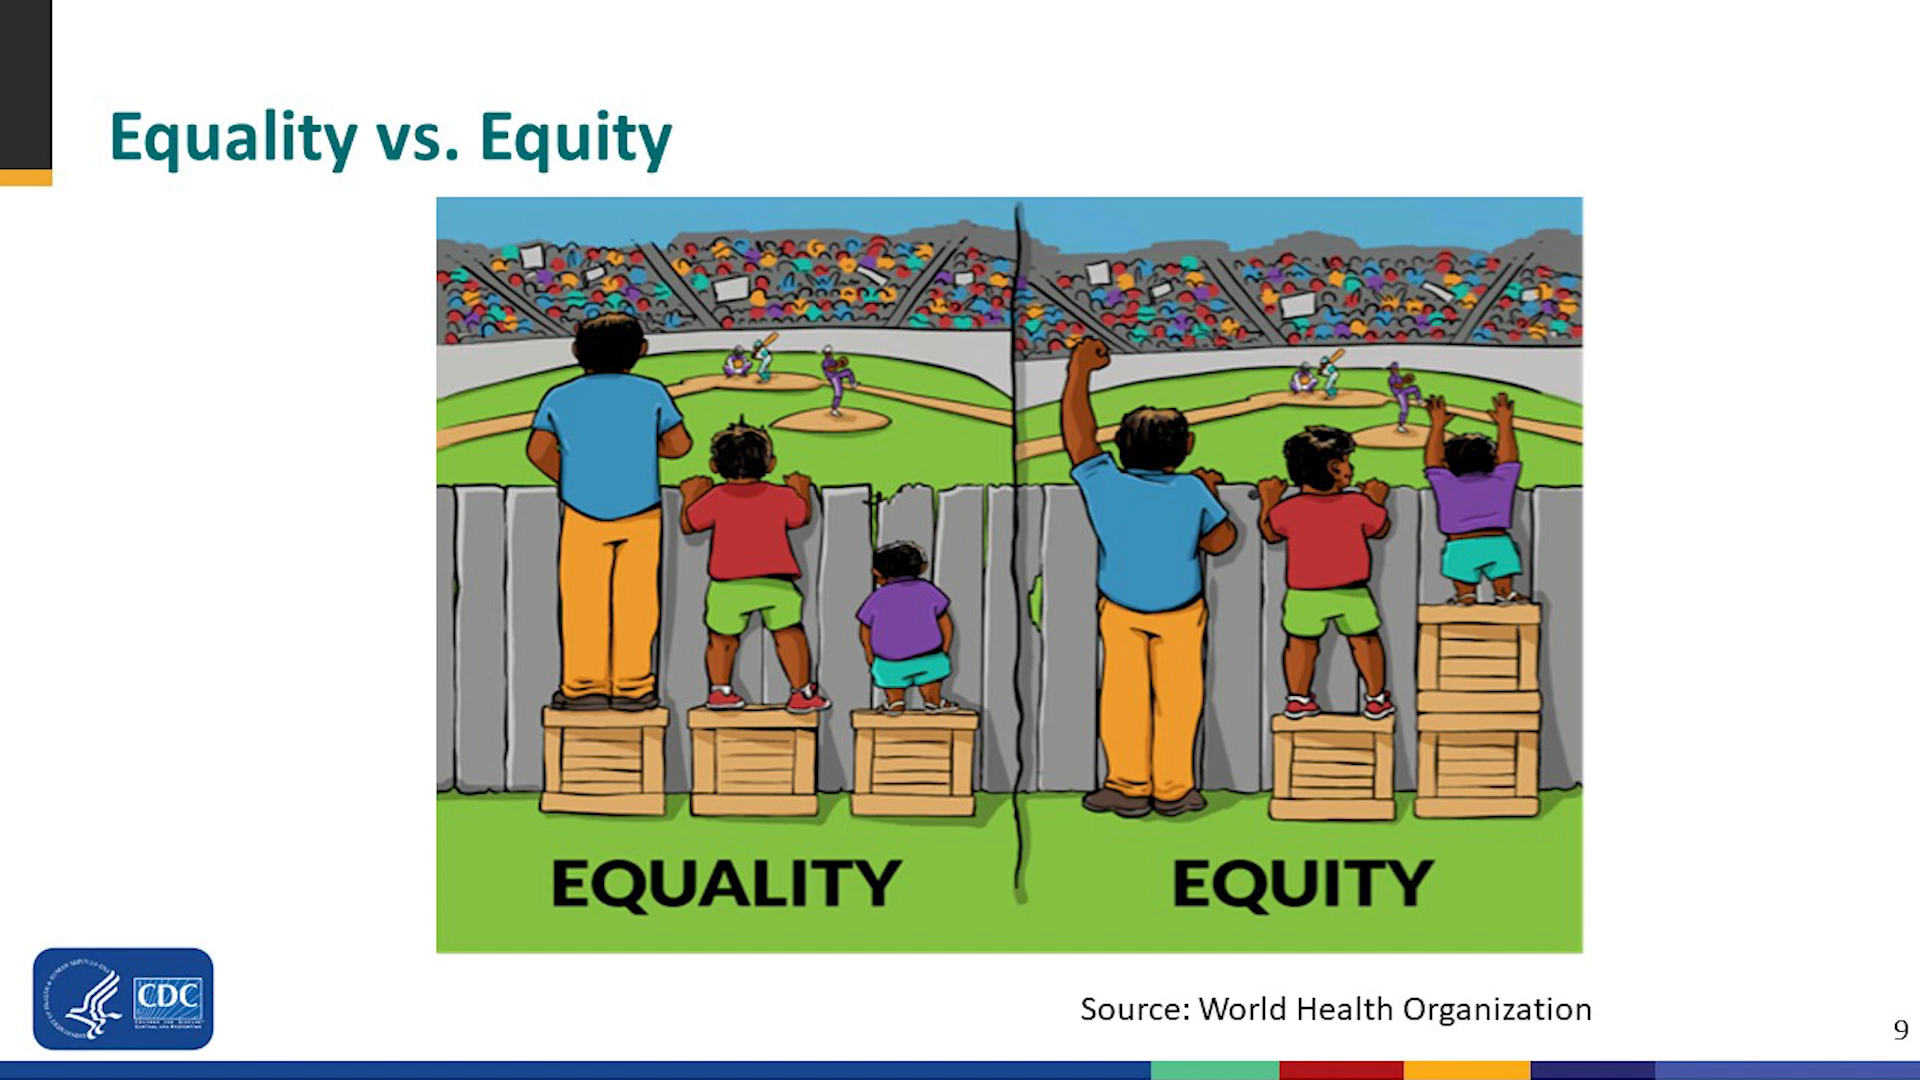 Equality vs. Equity
EQUALITY
EQUITY
CDC
Source: World Health Organization
9